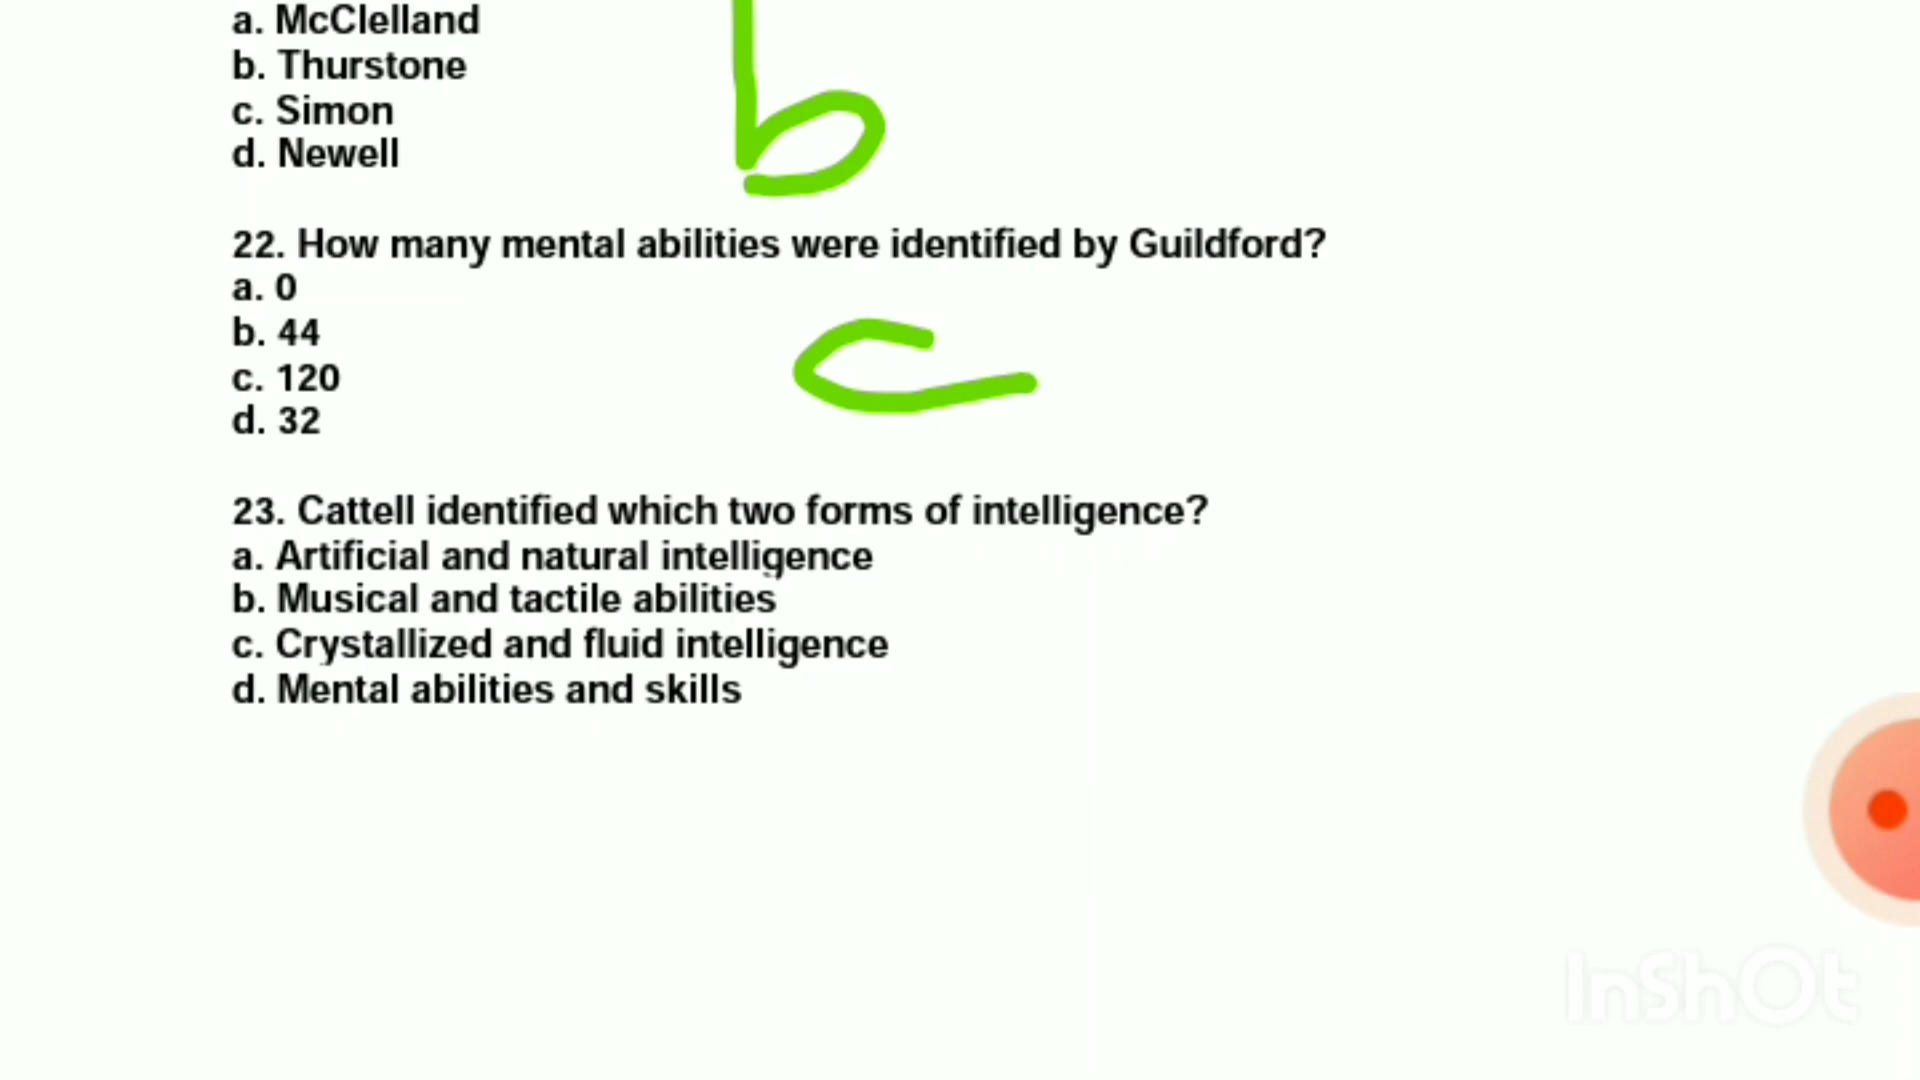 a. McClelland
b. Thurstone
c. Simon
d. Newell
b
22. How many mental abilities were identified by Guildford?
a. 0
b. 44
c. 120
d. 32
c
23. Cattell identified which two forms of intelligence?
a. Artificial and natural intelligence
b. Musical and tactile abilities
c. Crystallized and fluid intelligence
d. Mental abilities and skills
InShOt